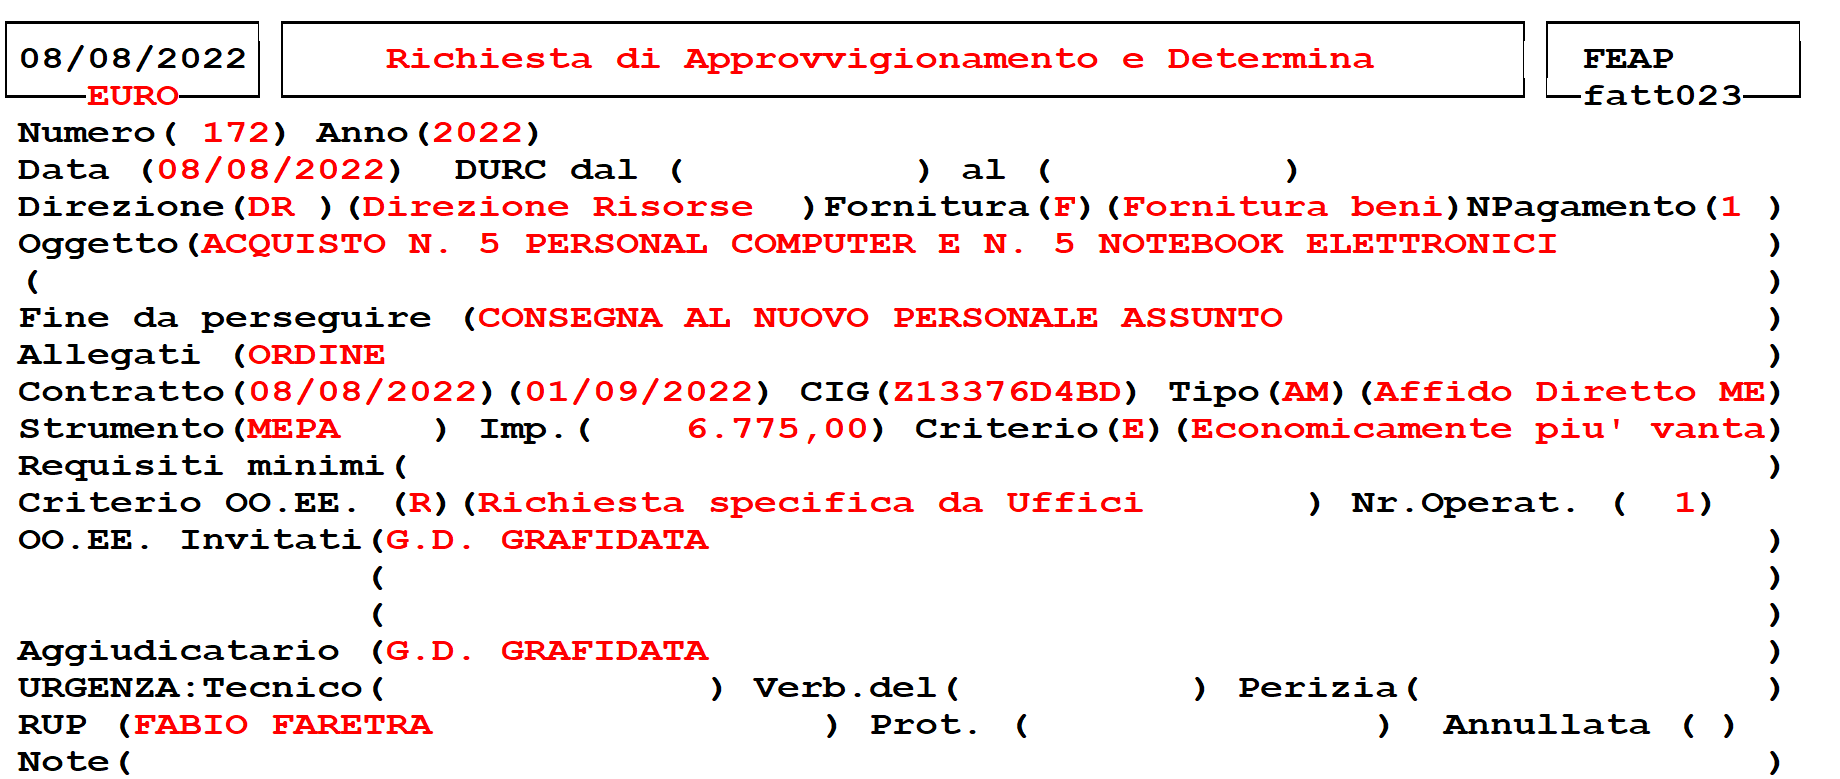 08/08/2022 Richiesta di Approvvigionamento e Determina FEAP
EURO fatt023
Numero( 172) Anno(2022)
Data (08/08/2022)  DURC dal (          ) al (          )
Direzione(DR )(Direzione Risorse  )Fornitura(F)(Fornitura beni)NPagamento(1 )
Oggetto(ACQUISTO N. 5 PERSONAL COMPUTER E N. 5 NOTEBOOK ELETTRONICI         )
(                                                                           )
Fine da perseguire (CONSEGNA AL NUOVO PERSONALE ASSUNTO                     )
Allegati (ORDINE                                                            )
Contratto(08/08/2022)(01/09/2022) CIG(Z13376D4BD) Tipo(AM)(Affido Diretto ME)
Strumento(MEPA    ) Imp.(    6.775,00) Criterio(E)(Economicamente piu' vanta)
Requisiti minimi(                                                           )
Criterio OO.EE. (R)(Richiesta specifica da Uffici       ) Nr.Operat. (  1)
OO.EE. Invitati(G.D. GRAFIDATA                                              )
(                                                            )
(                                                            )
Aggiudicatario (G.D. GRAFIDATA                                              )
URGENZA:Tecnico(              ) Verb.del(          ) Perizia(               )
RUP (FABIO FARETRA                 ) Prot. (               )  Annullata ( )
Note(                                                                       )